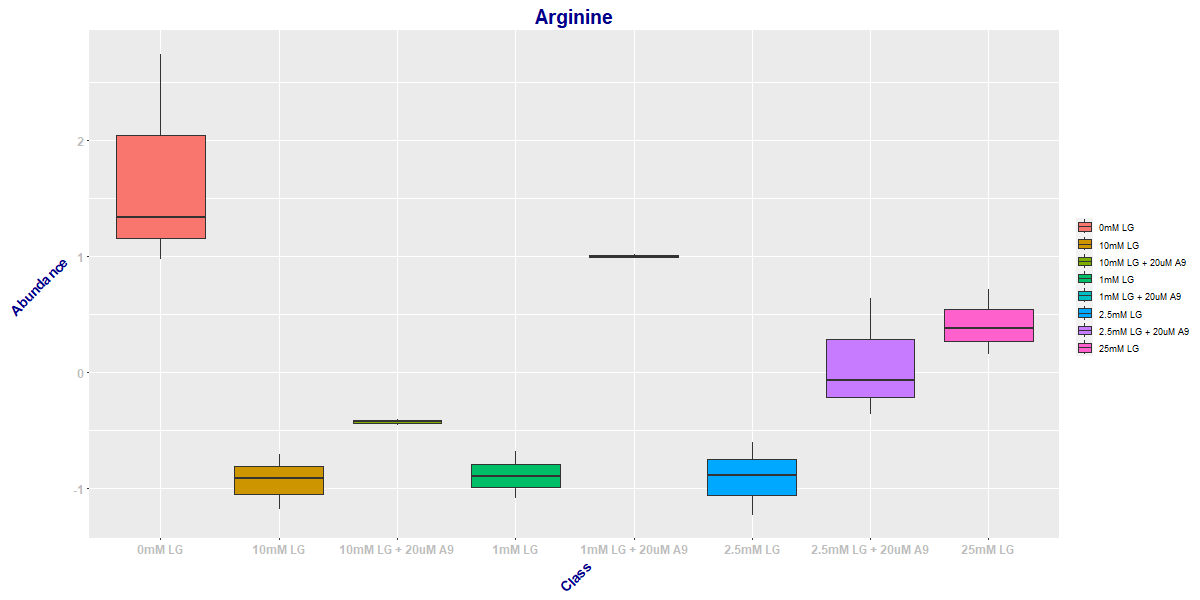 Arginine
Abundance
2
1
0
-1
0mM LG
10mM LG
10mM LG + 20uM A9
1mM LG
1mM LG + 20uM A9
2.5mM LG
2.5mM LG + 20uM A9
25mM LG
Class
0mM LG
10mM LG
10mM LG + 20uM A9
1mM LG
1mM LG + 20uM A9
2.5mM LG
2.5mM LG + 20uM A9
25mM LG